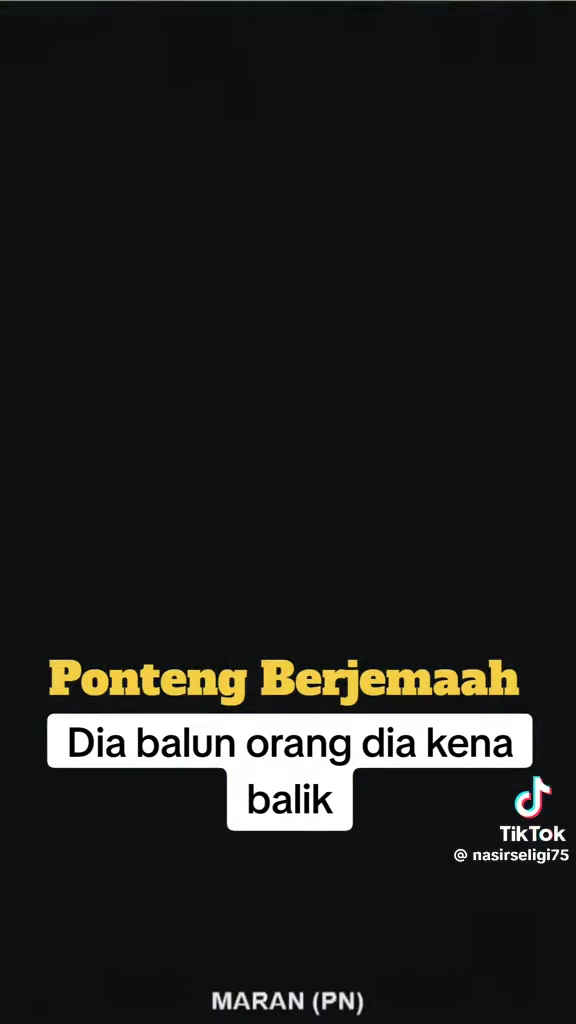 Ponteng Berjemaah
Dia balun orang dia kena
balik
TikTok
@ nasirseligi75
MARAN (PN)